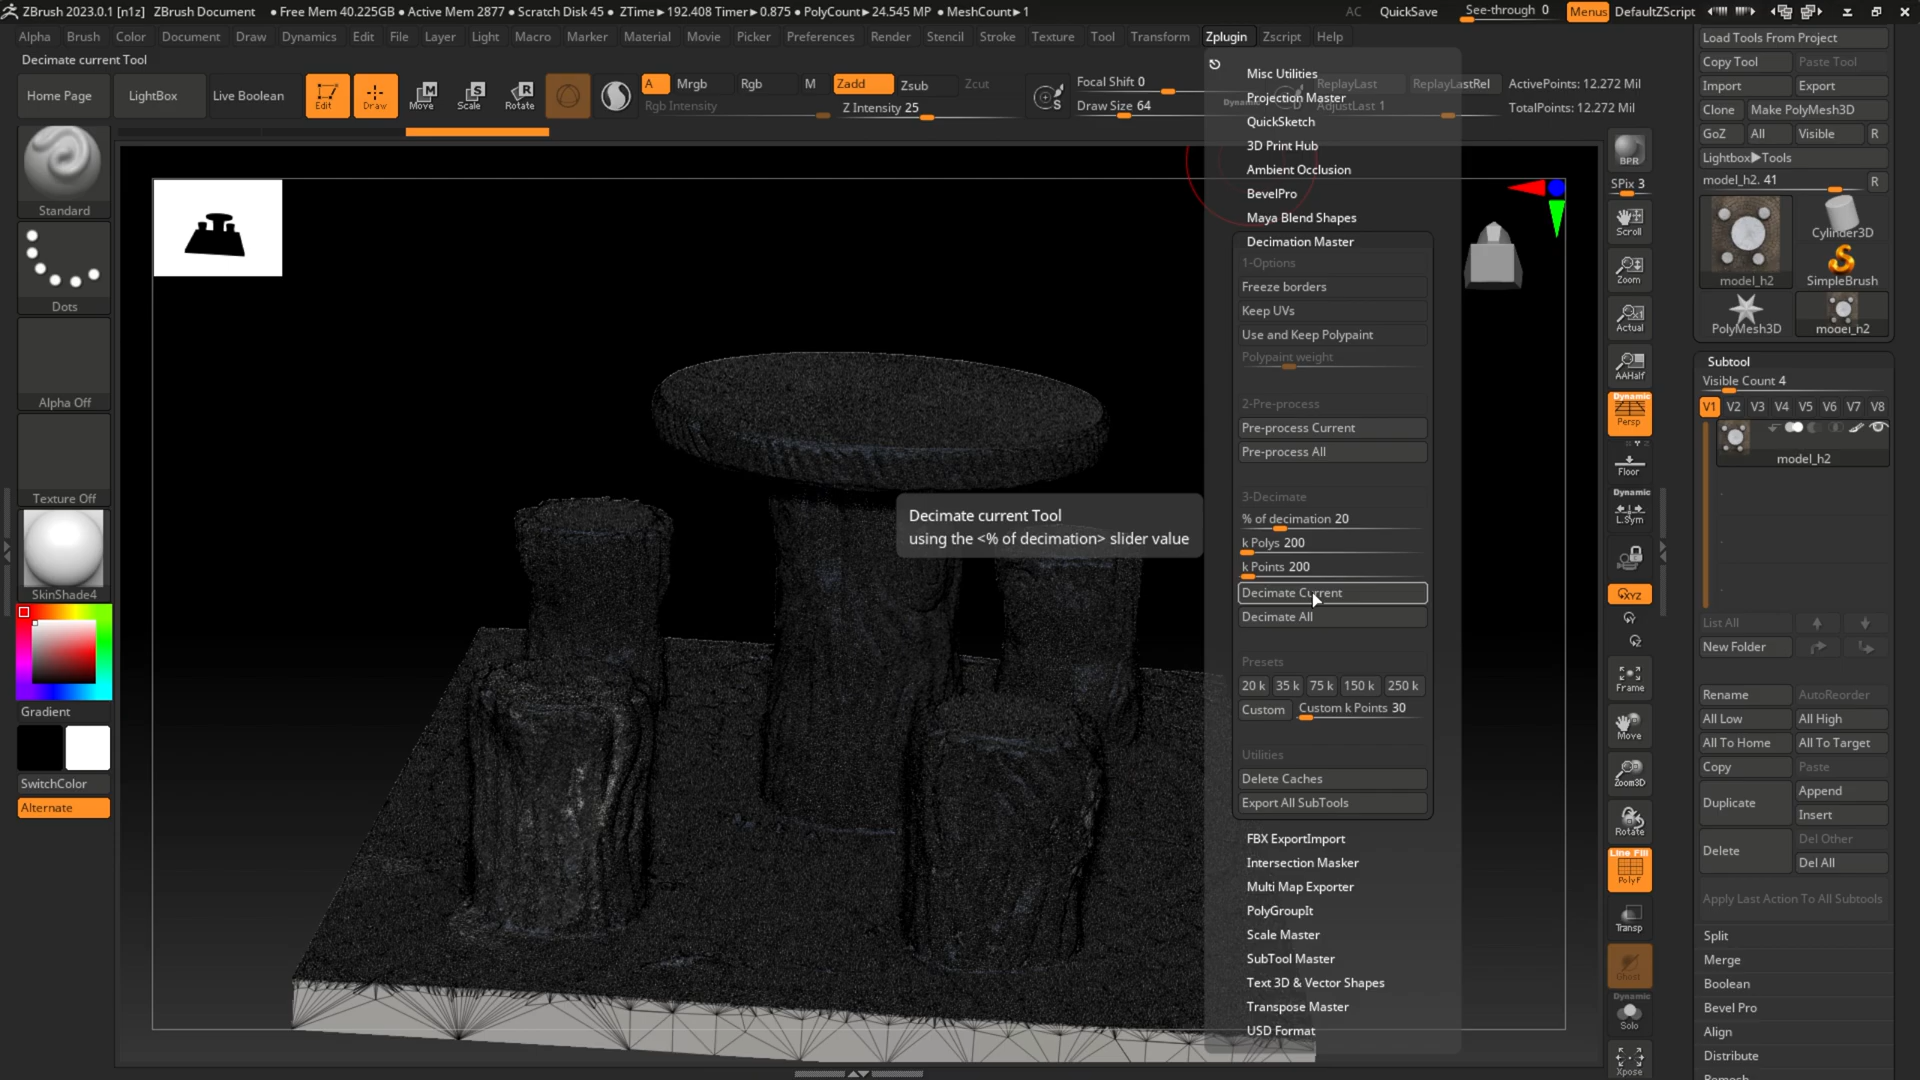 ZBrush 2023.0.1 [n1z] ZBrush Document ● Free Mem 40.225GB ● Active Mem 2877 ● Scratch Disk 45 ● ZTime▶192.408 Timer▶0.875 ● PolyCount▶24.545 MP ● MeshCount▶1 AC QuickSave See-through 0 Menus DefaultZScript
Alpha Brush Color Document Draw Dynamics Edit File Layer Light Macro Marker Material Movie Picker Preferences Render Stencil Stroke Texture Tool Transform Zplugin Zscript Help
Decimate current Tool
Home Page LightBox Live Boolean Edit Draw Move Scale Rotate
A Mrgb Rgb M Zadd Zsub Zcut
Rgb Intensity Z Intensity 25
Focal Shift 0
Draw Size 64
ReplayLast ReplayLastRel
AdjustLast 1
ActivePoints: 12.272 Mil
TotalPoints: 12.272 Mil
Standard
Dots
Alpha Off
Texture Off
SkinShade4
Gradient
SwitchColor
Alternate
Decimate current Tool
using the <% of decimation> slider value
Misc Utilities
Projection Master
QuickSketch
3D Print Hub
Ambient Occlusion
BevelPro
Maya Blend Shapes
Decimation Master
1-Options
Freeze borders
Keep UVs
Use and Keep Polypaint
Polypaint weight
2-Pre-process
Pre-process Current
Pre-process All
3-Decimate
% of decimation 20
k Polys 200
k Points 200
Decimate Current
Decimate All
Presets
20 k 35 k 75 k 150 k 250 k
Custom Custom k Points 30
Utilities
Delete Caches
Export All SubTools
FBX ExportImport
Intersection Masker
Multi Map Exporter
PolyGroupIt
Scale Master
SubTool Master
Text 3D & Vector Shapes
Transpose Master
USD Format
BPR
SPix 3
Scroll
Zoom
Actual
AAHalf
Dynamic
Persp
Floor
Dynamic
L.Sym
XYZ
Frame
Move
Zoom3D
Rotate
Line Fill
PolyF
Transp
Ghost
Dynamic
Solo
Xpose
Load Tools From Project
Copy Tool Paste Tool
Import Export
Clone Make PolyMesh3D
GoZ All Visible R
Lightbox▶Tools
model_h2. 41 R
model_h2 Cylinder3D
SimpleBrush
PolyMesh3D model_h2
Subtool
Visible Count 4
V1 V2 V3 V4 V5 V6 V7 V8
model_h2
List All
New Folder
Rename AutoReorder
All Low All High
All To Home All To Target
Copy Paste
Duplicate Append
Insert
Delete Del Other
Del All
Apply Last Action To All Subtools
Split
Merge
Boolean
Bevel Pro
Align
Distribute